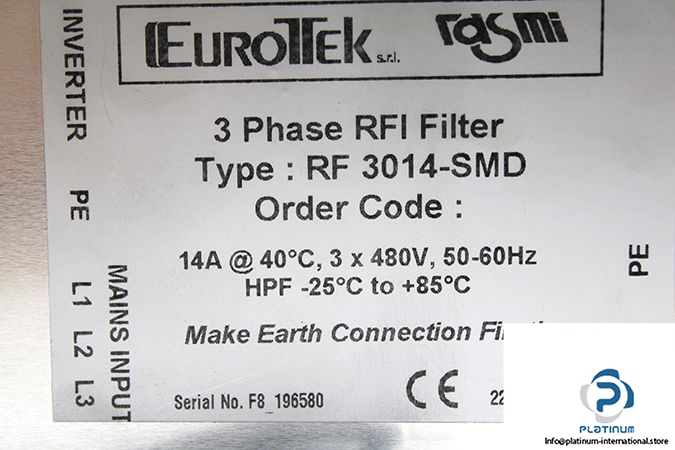 EUROTEK s.r.l. rasmi
3 Phase RFI Filter
Type : RF 3014-SMD
Order Code :
14A @ 40°C, 3 x 480V, 50-60Hz
HPF -25°C to +85°C
Make Earth Connection
Serial No. F8_196580 CE 22
INVERTER PE
MAINS INPUT
L1 L2 L3
PE
PLATINUM
Info@platinum-international.store